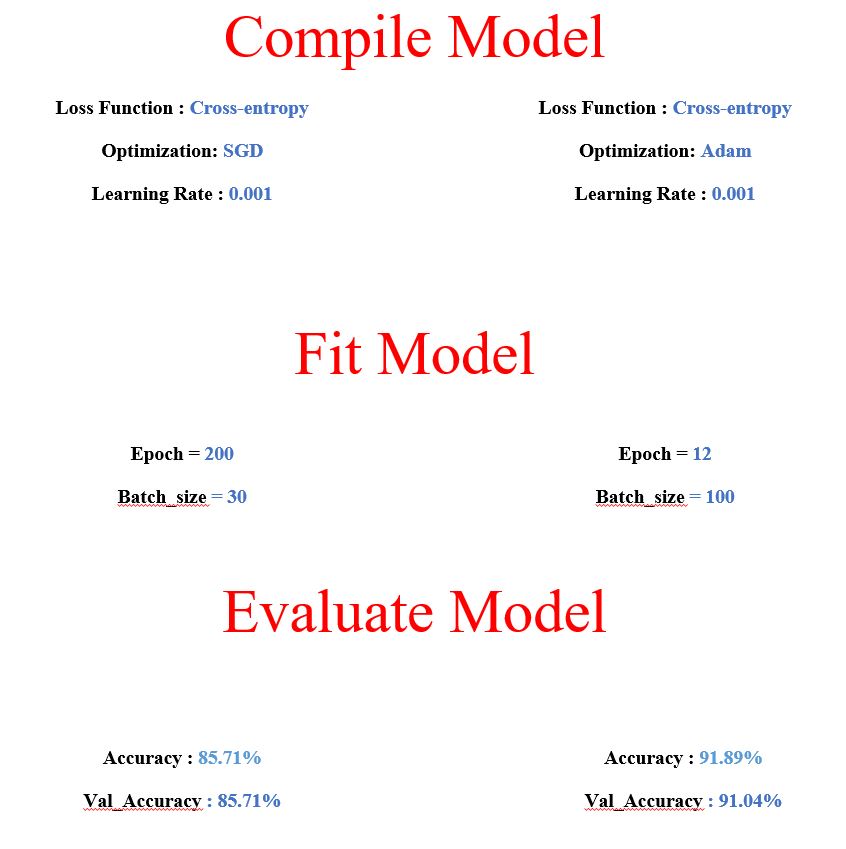 Compile Model
Loss Function : Cross-entropy
Loss Function : Cross-entropy
Optimization: SGD
Optimization: Adam
Learning Rate : 0.001
Learning Rate : 0.001
Fit Model
Epoch = 200
Epoch = 12
Batch_size = 30
Batch_size = 100
Evaluate Model
Accuracy : 85.71%
Accuracy : 91.89%
Val_Accuracy : 85.71%
Val_Accuracy : 91.04%